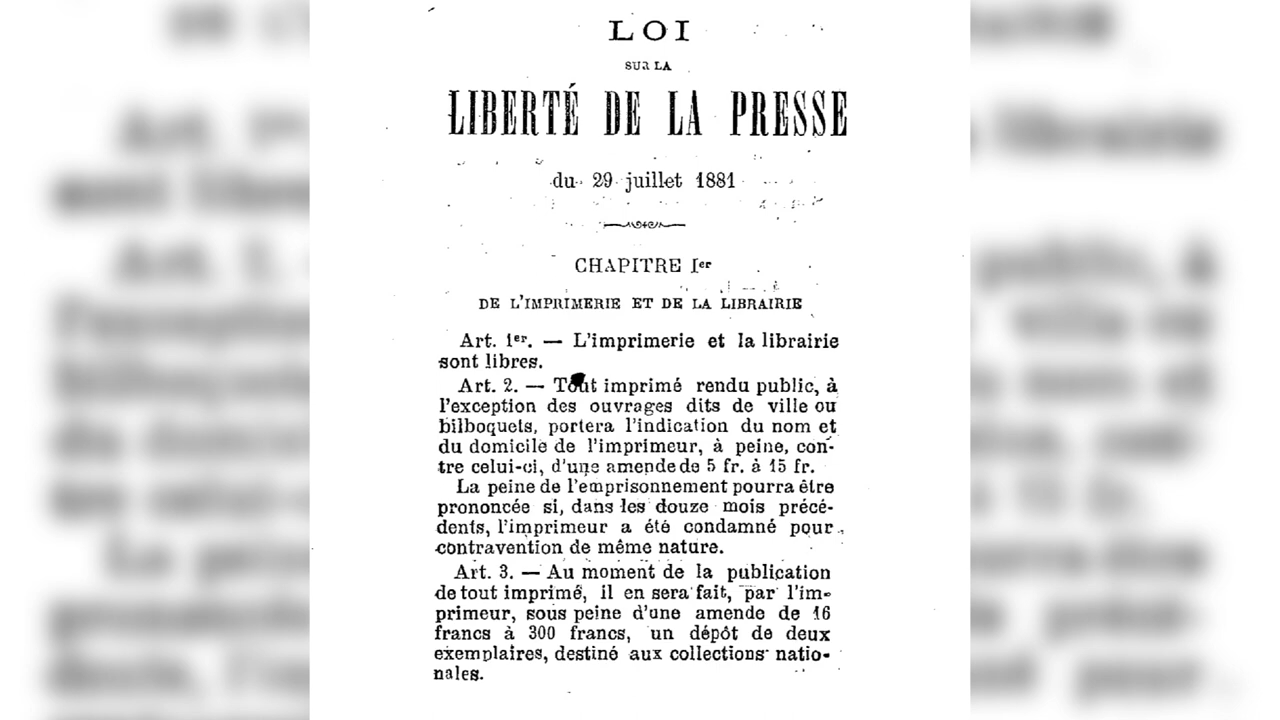 LOI
SUR LA
LIBERTÉ DE LA PRESSE
du 29 juillet 1881
CHAPITRE Ier
DE L'IMPRIMERIE ET DE LA LIBRAIRIE
Art. 1er. — L'imprimerie et la librairie
sont libres.
Art. 2. — Tout imprimé rendu public, à
l'exception des ouvrages dits de ville ou
bilboquets, portera l'indication du nom et
du domicile de l'imprimeur, à peine, con-
tre celui-ci, d'une amende de 5 fr. à 15 fr.
La peine de l'emprisonnement pourra être
prononcée si, dans les douze mois précé-
dents, l'imprimeur a été condamné pour
contravention de même nature.
Art. 3. — Au moment de la publication
de tout imprimé, il en sera fait, par l'im-
primeur, sous peine d'une amende de 16
francs à 300 francs, un dépôt de deux
exemplaires, destiné aux collections natio-
nales.